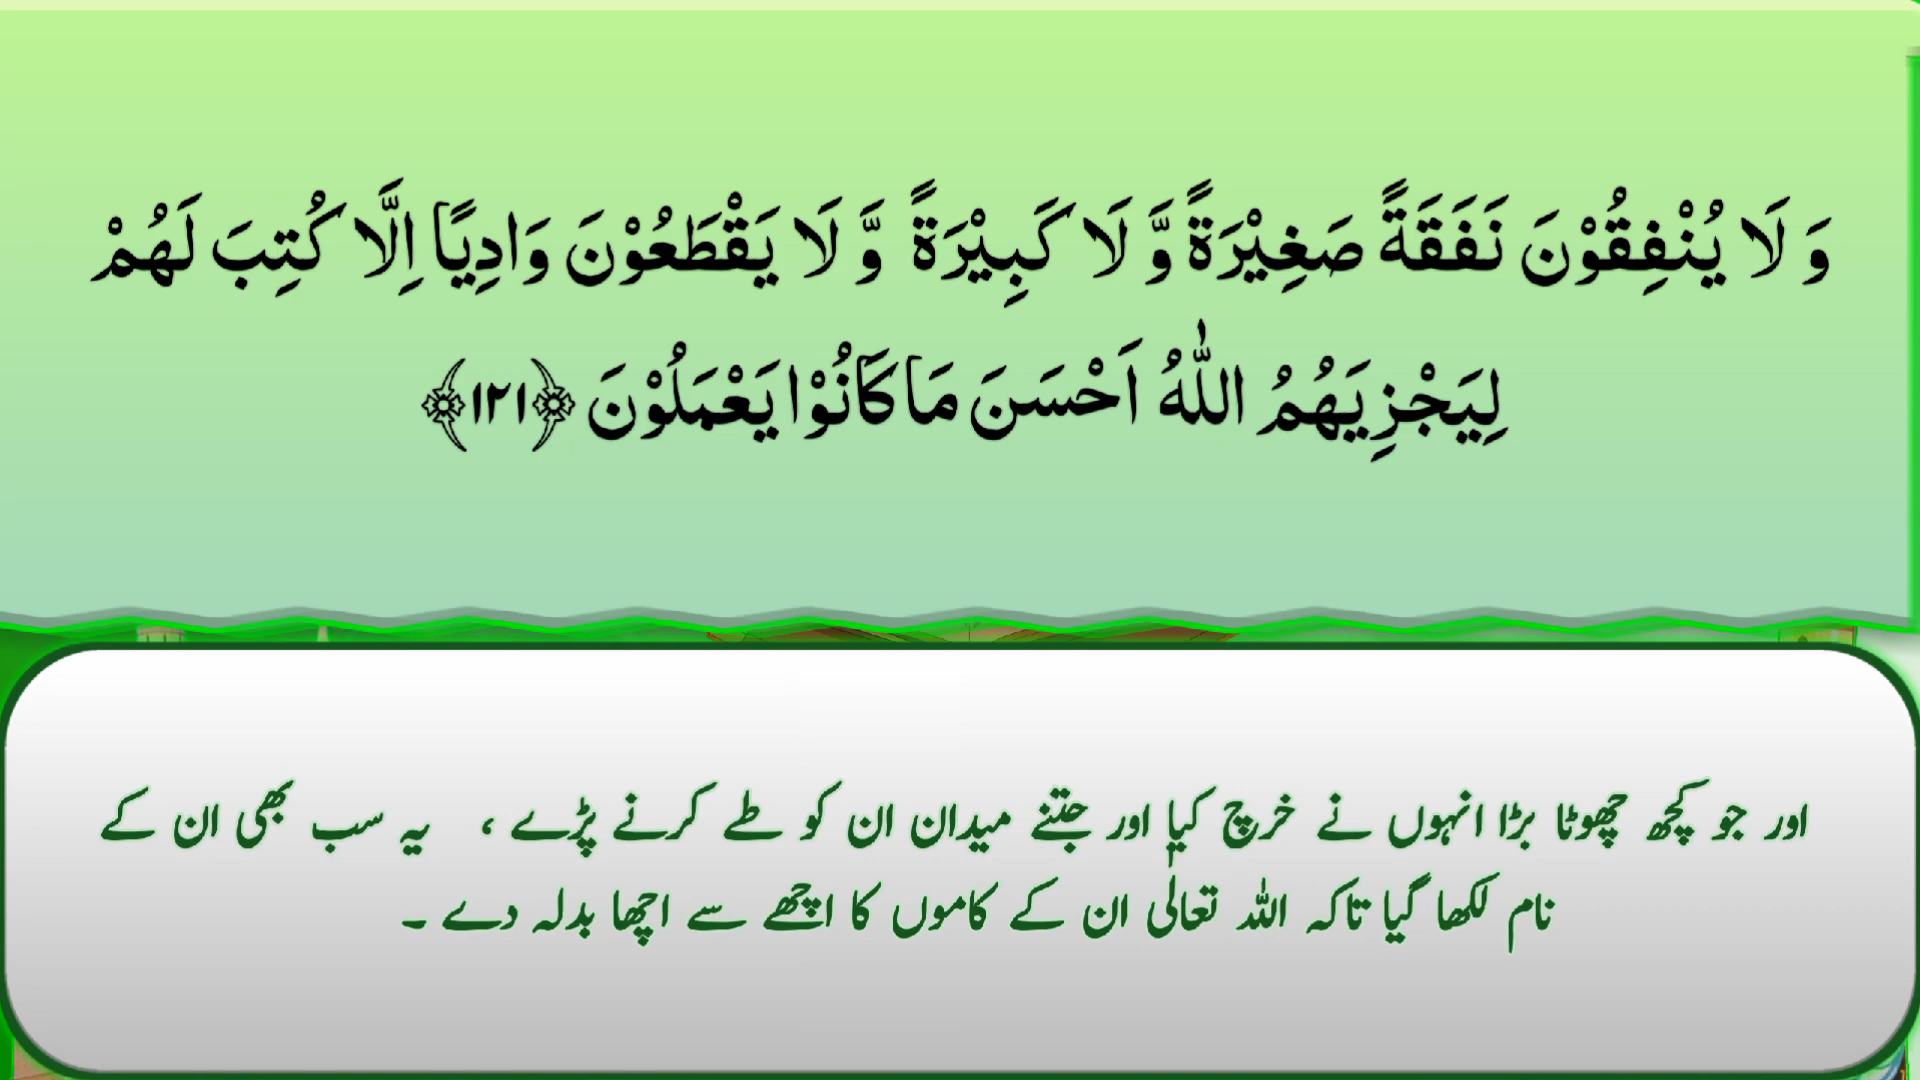 وَ لَا یُنْفِقُوْنَ نَفَقَةً صَغِیْرَةً وَّ لَا كَبِیْرَةً وَّ لَا یَقْطَعُوْنَ وَادِیًا اِلَّا كُتِبَ لَهُمْ
لِیَجْزِیَهُمُ اللّٰهُ اَحْسَنَ مَا كَانُوْا یَعْمَلُوْنَ ﴿۱۲۱﴾
اور جو کچھ چھوٹا بڑا انہوں نے خرچ کیا اور جتنے میدان ان کو طے کرنے پڑے ، یہ سب بھی ان کے
نام لکھا گیا تاکہ اللہ تعالٰی ان کے کاموں کا اچھے سے اچھا بدلہ دے ۔